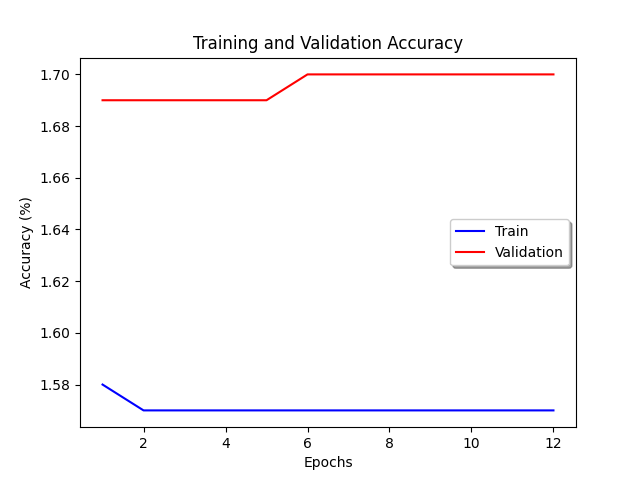 Training and Validation Accuracy
1.70
1.68
1.66
1.64
1.62
1.60
1.58
Accuracy (%)
Train
Validation
2 4 6 8 10 12
Epochs